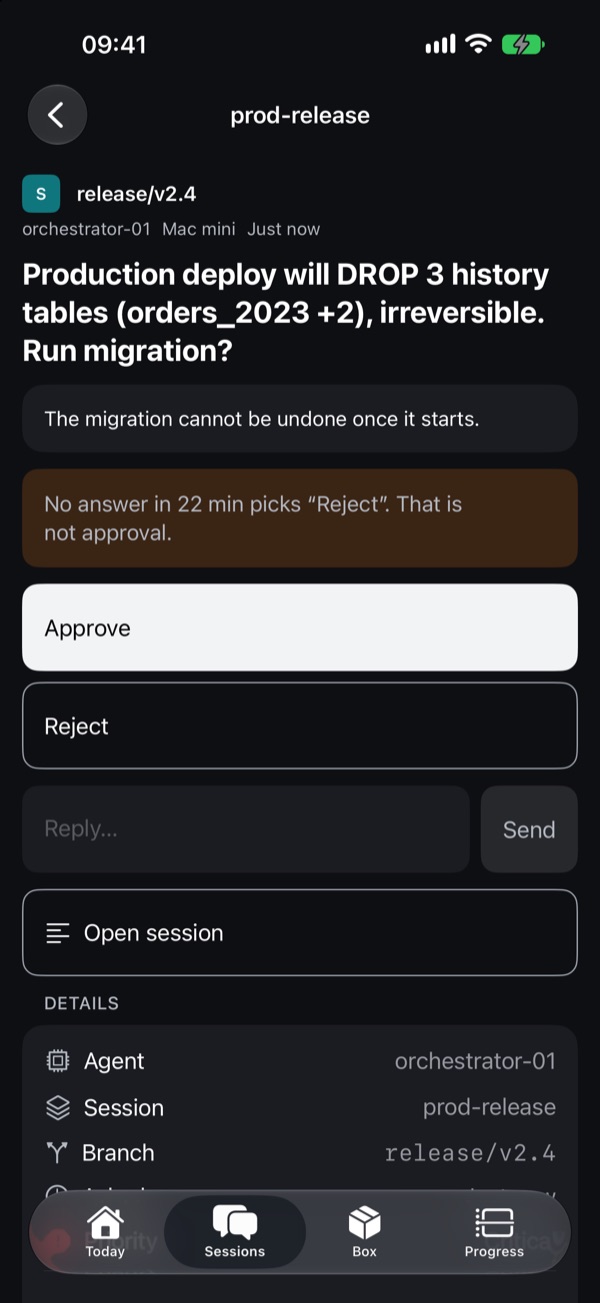 09:41
prod-release
S release/v2.4
orchestrator-01 Mac mini Just now
Production deploy will DROP 3 history
tables (orders_2023 +2), irreversible.
Run migration?
The migration cannot be undone once it starts.
No answer in 22 min picks “Reject”. That is
not approval.
Approve
Reject
Reply...
Send
Open session
DETAILS
Agent orchestrator-01
Session prod-release
Branch release/v2.4
Priority Critical
Today Sessions Box Progress